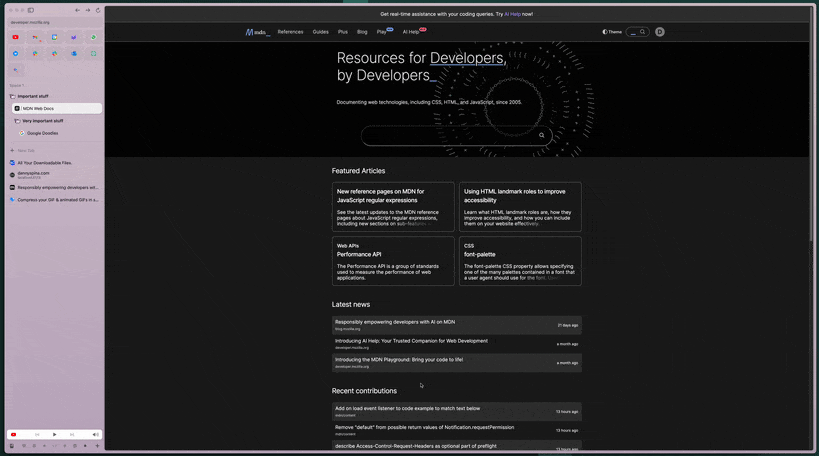 developer.mozilla.org
Space 1
Important stuff
MDN Web Docs
Very important stuff
Google Doodles
New Tab
All Your Downloadable Files.
dannyspina.com
Responsibly empowering developers wit...
Compress your GIF & animated GIFs in s...
Get real-time assistance with your coding queries. Try AI Help now!
mdn_
References
Guides
Plus
Blog
Play
AI Help
Theme
Resources for Developers,
by Developers_
Documenting web technologies, including CSS, HTML, and JavaScript, since 2005.
Featured Articles
New reference pages on MDN for
JavaScript regular expressions
See the latest updates to the MDN reference
pages about JavaScript regular expressions,
including new sections on sub-features
Using HTML landmark roles to improve
accessibility
Learn what HTML landmark roles are, how they
improve accessibility, and how you can include
them on your website effectively.
Web APIs
Performance API
The Performance API is a group of standards
used to measure the performance of web
applications.
CSS
font-palette
The font-palette CSS property allows specifying
one of the many palettes contained in a font that
a user agent should use for the font.
Latest news
Responsibly empowering developers with AI on MDN
blog.mozilla.org
21 days ago
Introducing AI Help: Your Trusted Companion for Web Development
developer.mozilla.org
a month ago
Introducing the MDN Playground: Bring your code to life!
developer.mozilla.org
a month ago
Recent contributions
Add on load event listener to code example to match text below
mdn/content
13 hours ago
Remove "default" from possible return values of Notification.requestPermission
mdn/content
13 hours ago
describe Access-Control-Request-Headers as optional part of preflight
13 hours ago